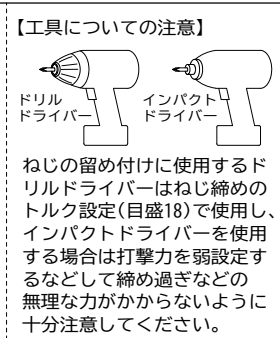 【工具についての注意】
ドリル
ドライバー
インパクト
ドライバー
ねじの留め付けに使用するド
リルドライバーはねじ締めの
トルク設定(目盛18)で使用し、
インパクトドライバーを使用
する場合は打撃力を弱設定す
るなどして締め過ぎなどの
無理な力がかからないように
十分注意してください。